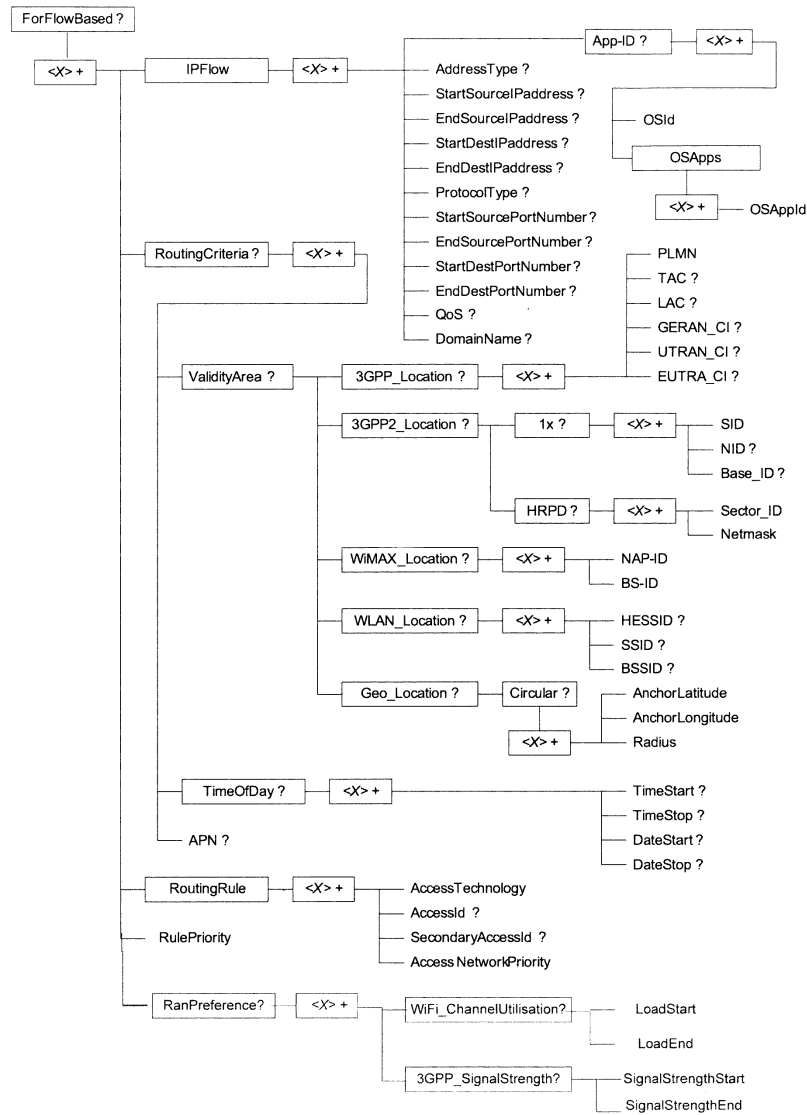 ForFlowBased ?
<X> +
IPFlow
<X> +
App-ID ?
<X> +
OSId
OSApps
<X> +
OSAppId
AddressType ?
StartSourceIPaddress ?
EndSourceIPaddress ?
StartDestIPaddress ?
EndDestIPaddress ?
ProtocolType ?
StartSourcePortNumber ?
EndSourcePortNumber ?
StartDestPortNumber ?
EndDestPortNumber ?
QoS ?
DomainName ?
RoutingCriteria ?
<X> +
ValidityArea ?
3GPP_Location ?
<X> +
PLMN
TAC ?
LAC ?
GERAN_CI ?
UTRAN_CI ?
EUTRA_CI ?
3GPP2_Location ?
1x ?
<X> +
SID
NID ?
Base_ID ?
HRPD ?
<X> +
Sector_ID
Netmask
WiMAX_Location ?
<X> +
NAP-ID
BS-ID
WLAN_Location ?
<X> +
HESSID ?
SSID ?
BSSID ?
Geo_Location ?
Circular ?
<X> +
AnchorLatitude
AnchorLongitude
Radius
TimeOfDay ?
<X> +
TimeStart ?
TimeStop ?
DateStart ?
DateStop ?
APN ?
RoutingRule
<X> +
AccessTechnology
AccessId ?
SecondaryAccessId ?
AccessNetworkPriority
RulePriority
RanPreference?
<X> +
WiFi_ChannelUtilisation?
LoadStart
LoadEnd
3GPP_SignalStrength?
SignalStrengthStart
SignalStrengthEnd